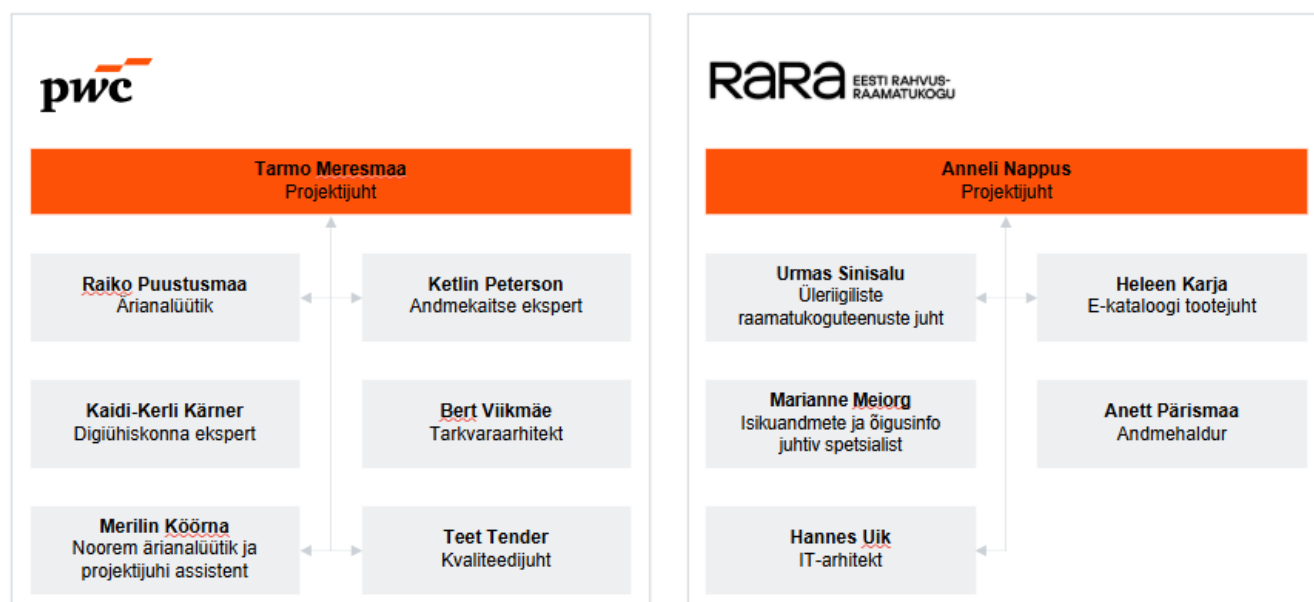 pwc
Tarmo Meresmaa
Projektijuht
Raiko Puustusmaa
Ärianalüütik
Ketlin Peterson
Andmekaitse ekspert
Kaidi-Kerli Kärner
Digiühiskonna ekspert
Bert Viikmäe
Tarkvaraarhitekt
Merilin Köörna
Noorem ärianalüütik ja
projektijuhi assistent
Teet Tender
Kvaliteedijuht
RaRa EESTI RAHVUS-
RAAMATUKOGU
Anneli Nappus
Projektijuht
Urmas Sinisalu
Üleriigiliste
raamatukoguteenuste juht
Heleen Karja
E-kataloogi tootejuht
Marianne Meiorg
Isikuandmete ja õigusinfo
juhtiv spetsialist
Anett Pärismaa
Andmehaldur
Hannes Uik
IT-arhitekt